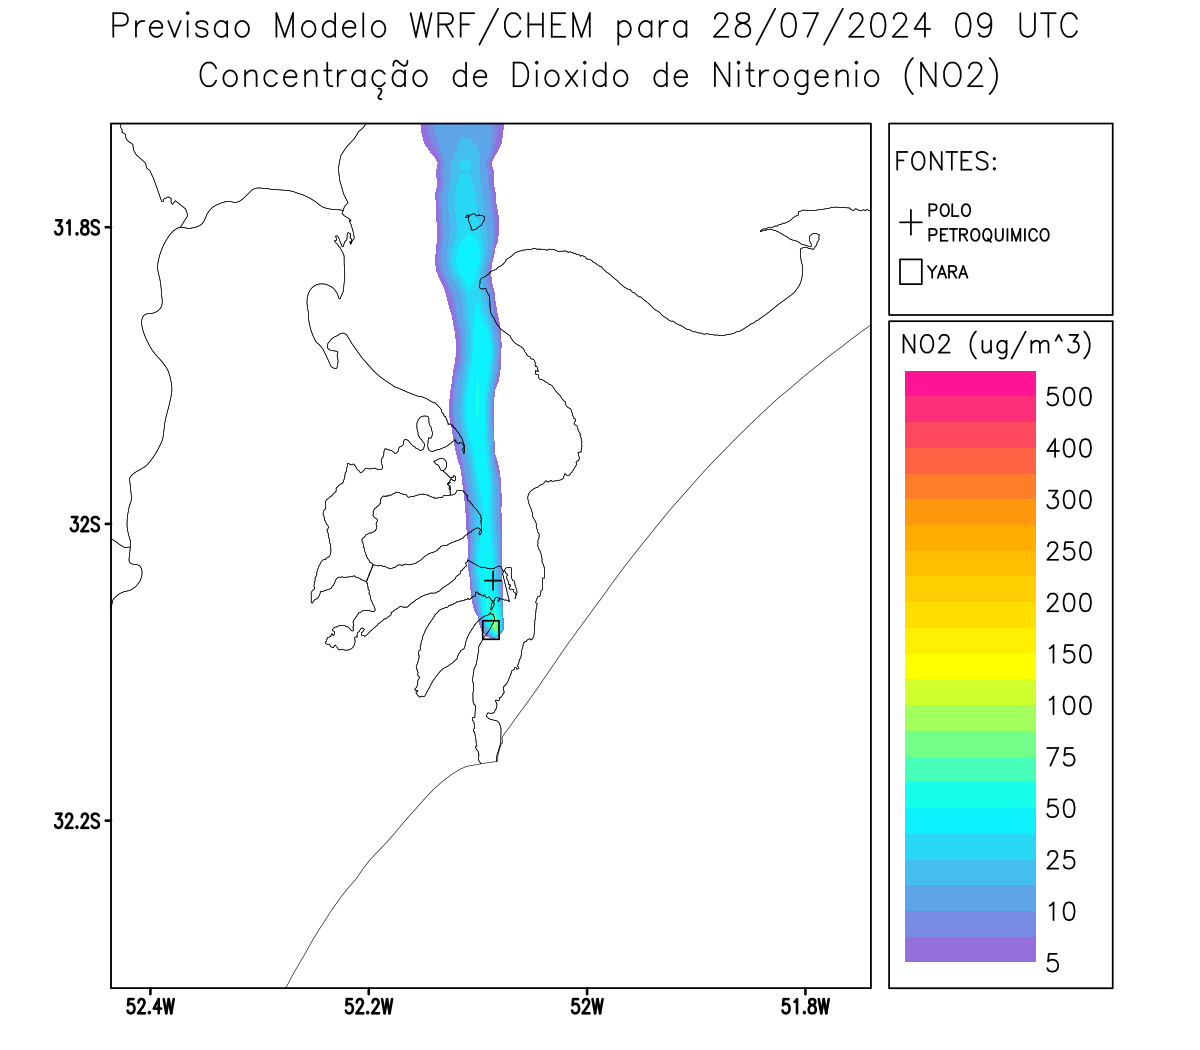 Previsao Modelo WRF/CHEM para 28/07/2024 09 UTC
Concentração de Dioxido de Nitrogenio (NO2)
FONTES:
POLO
PETROQUIMICO
YARA
NO2 (ug/m^3)
500
400
300
250
200
150
100
75
50
25
10
5
31.8S
32S
32.2S
52.4W
52.2W
52W
51.8W